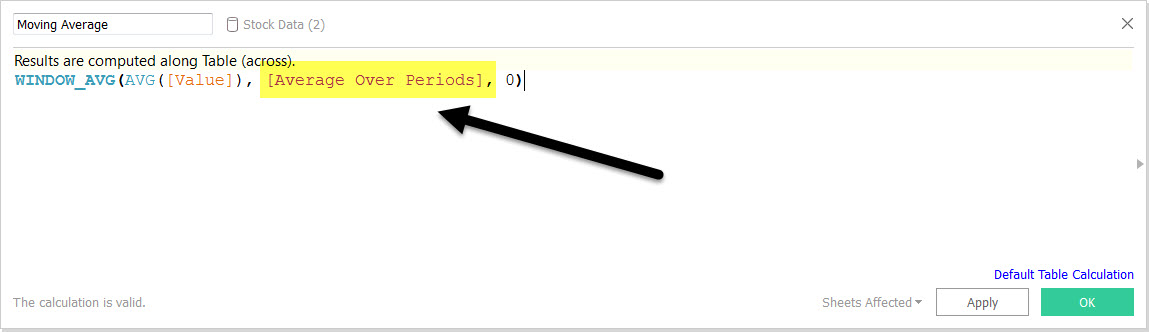 Moving Average
Stock Data (2)
Results are computed along Table (across).
WINDOW_AVG(AVG([Value]), [Average Over Periods], 0)
Default Table Calculation
The calculation is valid.
Sheets Affected
Apply
OK